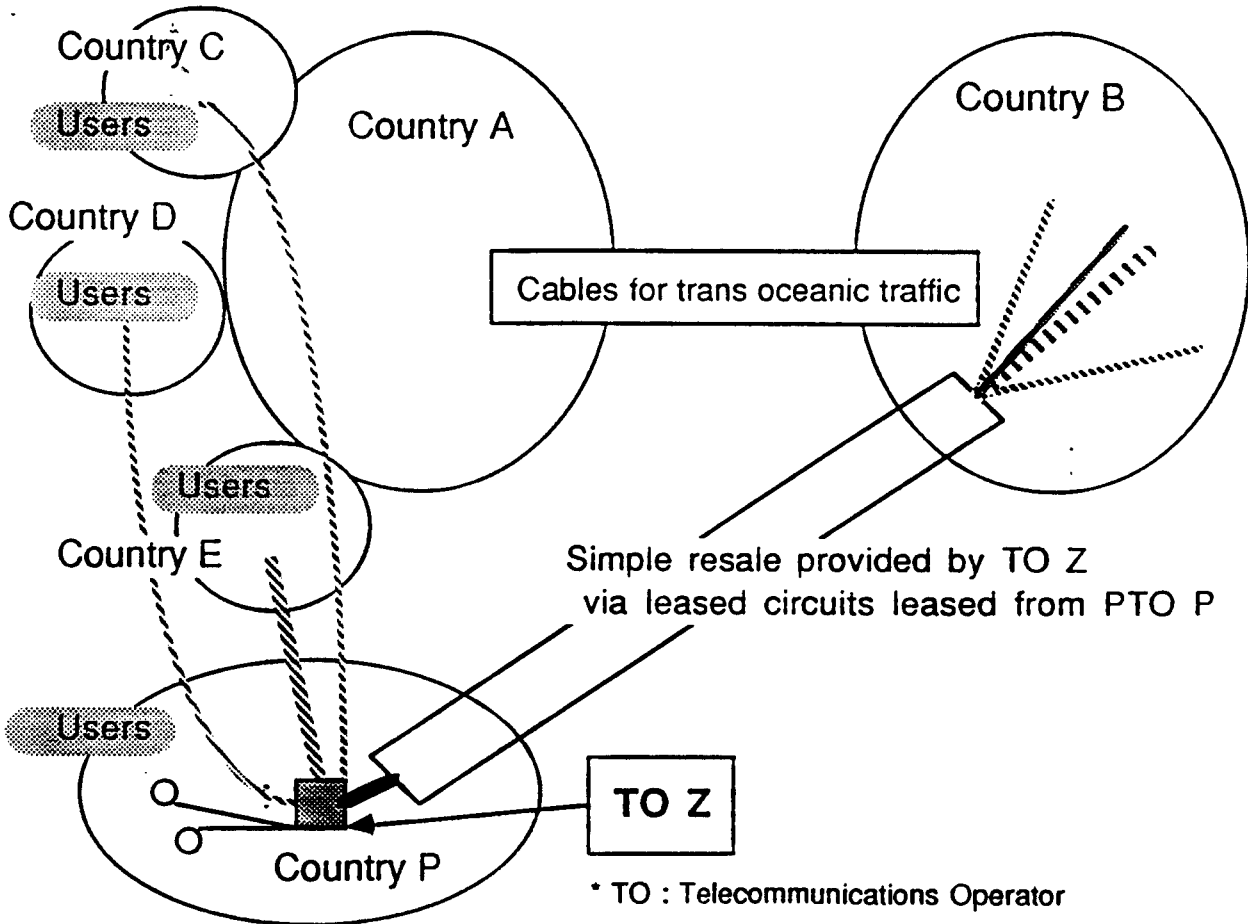 Country C
Users
Country A
Country B
Country D
Users
Cables for trans oceanic traffic
Users
Country E
Simple resale provided by TO Z
via leased circuits leased from PTO P
Users
TO Z
Country P
* TO : Telecommunications Operator